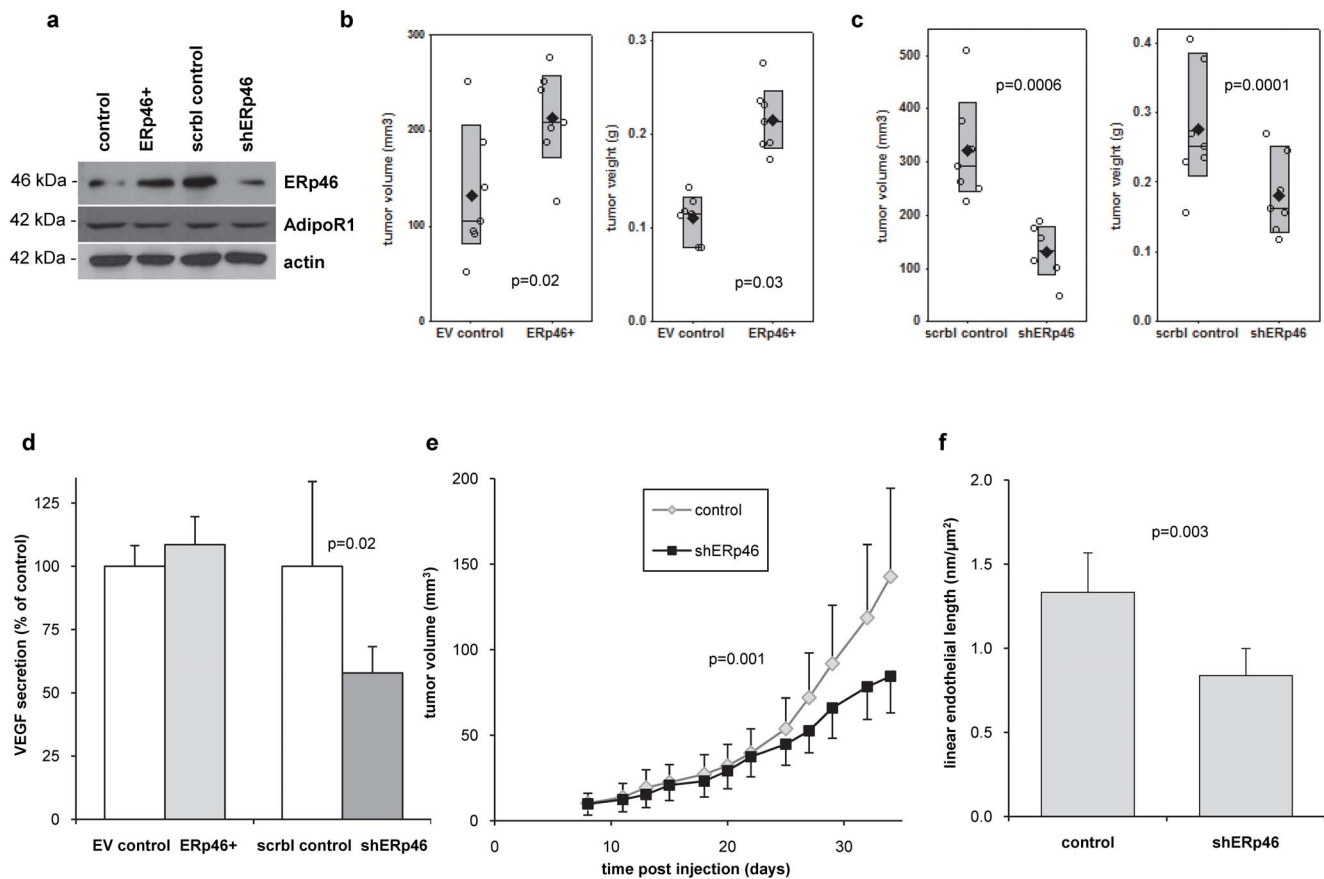 a
control
ERp46+
scrbl control
shERp46
46 kDa -
ERp46
42 kDa -
AdipoR1
42 kDa -
actin
b
tumor volume (mm3)
300
200
100
0
p=0.02
EV control
ERp46+
tumor weight (g)
0.3
0.2
0.1
0.0
p=0.03
EV control
ERp46+
c
tumor volume (mm3)
500
400
300
200
100
0
p=0.0006
scrbl control
shERp46
tumor weight (g)
0.4
0.3
0.2
0.1
0.0
p=0.0001
scrbl control
shERp46
d
VEGF secretion (% of control)
125
100
75
50
25
0
p=0.02
EV control
ERp46+
scrbl control
shERp46
e
tumor volume (mm³)
200
150
100
50
0
control
shERp46
p=0.001
0
10
20
30
time post injection (days)
f
linear endothelial length (nm/µm²)
2.0
1.5
1.0
0.5
0.0
p=0.003
control
shERp46